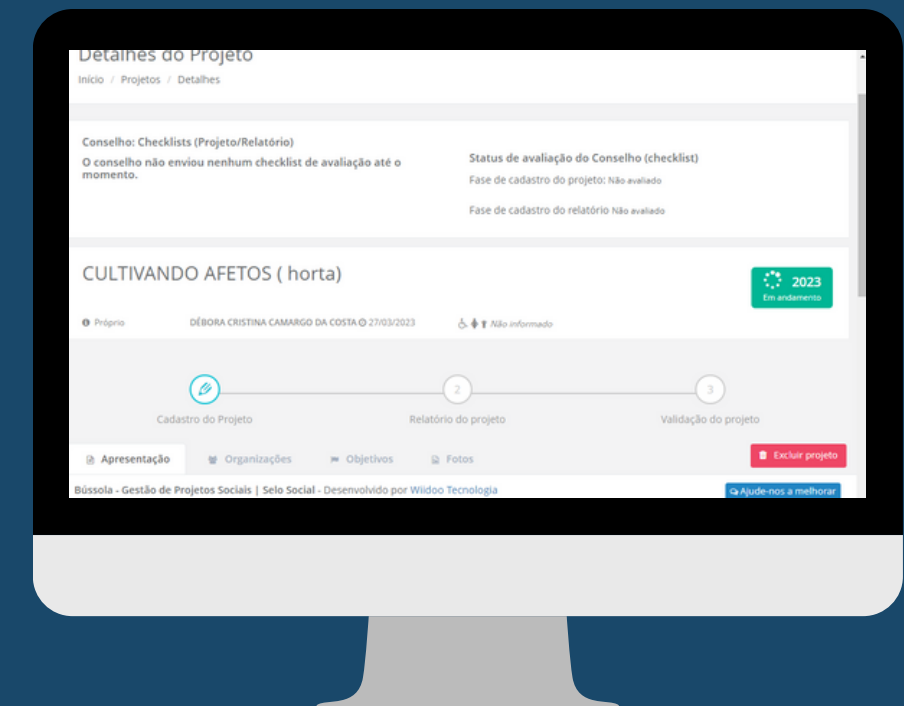 Detalhes do Projeto
Início / Projetos / Detalhes
Conselho: Checklists (Projeto/Relatório)
O conselho não enviou nenhum checklist de avaliação até o
momento.
Status de avaliação do Conselho (checklist)
Fase de cadastro do projeto: Não avaliado
Fase de cadastro do relatório Não avaliado
CULTIVANDO AFETOS ( horta)
2023
Em andamento
Próprio
DÉBORA CRISTINA CAMARGO DA COSTA 27/03/2023
Não informado
2
3
Cadastro do Projeto
Relatório do projeto
Validação do projeto
Apresentação
Organizações
Objetivos
Fotos
Excluir projeto
Bússola - Gestão de Projetos Sociais | Selo Social - Desenvolvido por Wiidoo Tecnologia
Ajude-nos a melhorar